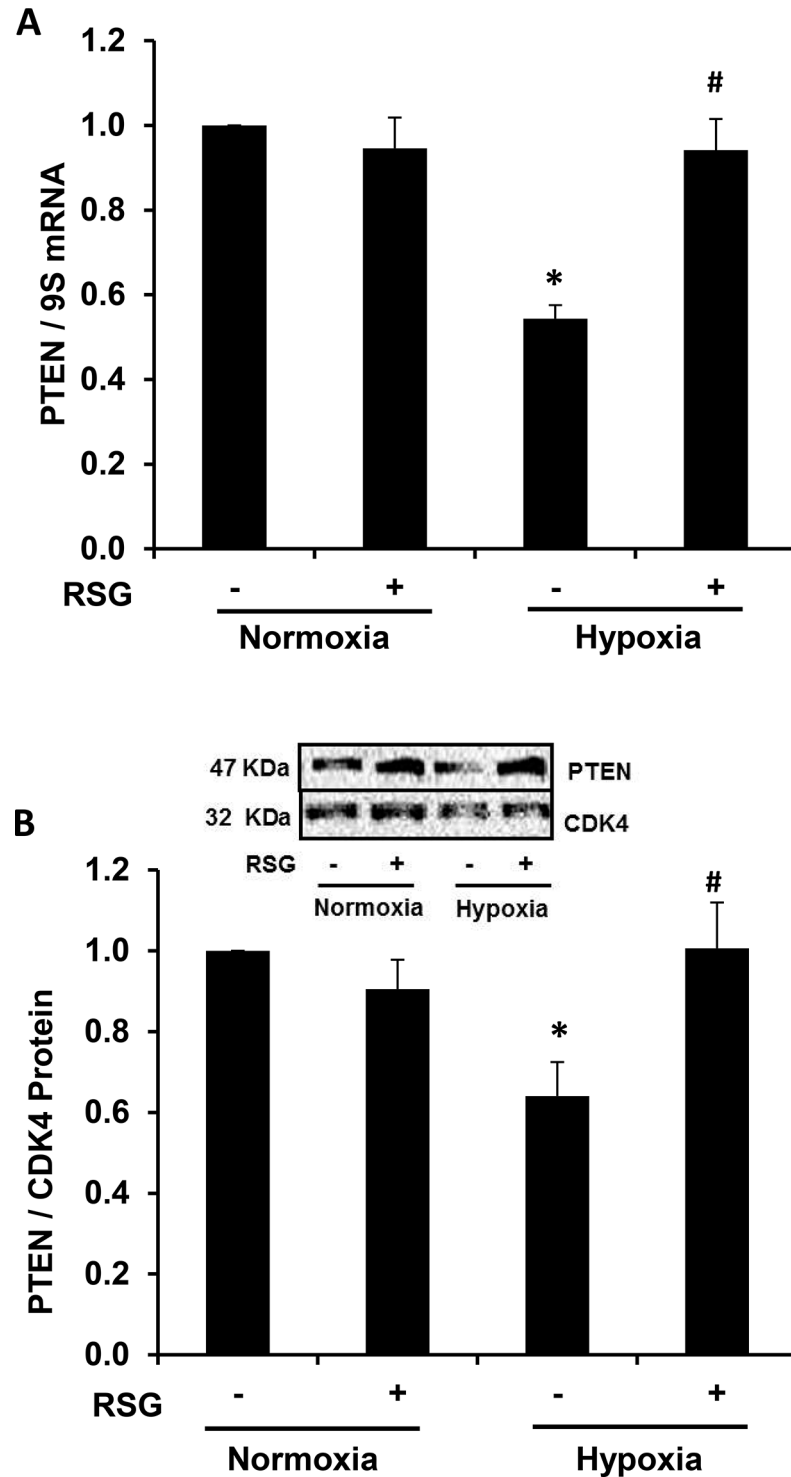 A
1.2
1.0
0.8
0.6
0.4
0.2
0.0
PTEN / 9S mRNA
*
#
RSG - + - +
Normoxia Hypoxia
47 KDa PTEN
32 KDa CDK4
RSG - + - +
Normoxia Hypoxia
B
1.2
1.0
0.8
0.6
0.4
0.2
0.0
PTEN / CDK4 Protein
*
#
RSG - + - +
Normoxia Hypoxia